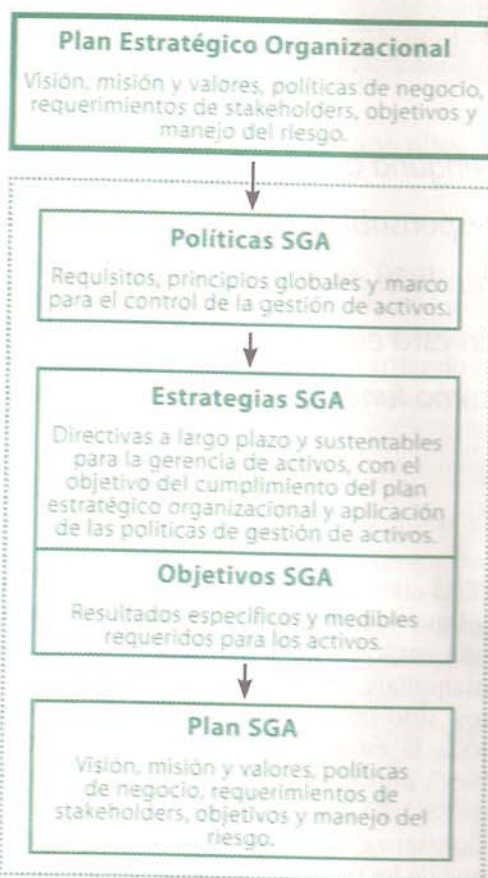 Plan Estratégico Organizacional
Visión, misión y valores, políticas de negocio,
requerimientos de stakeholders, objetivos y
manejo del riesgo.
Políticas SGA
Requisitos, principios globales y marco
para el control de la gestión de activos.
Estrategias SGA
Directivas a largo plazo y sustentables
para la gerencia de activos, con el
objetivo del cumplimiento del plan
estratégico organizacional y aplicación
de las políticas de gestión de activos.
Objetivos SGA
Resultados específicos y medibles
requeridos para los activos.
Plan SGA
Visión, misión y valores, políticas
de negocio, requerimientos de
stakeholders, objetivos y manejo del
riesgo.